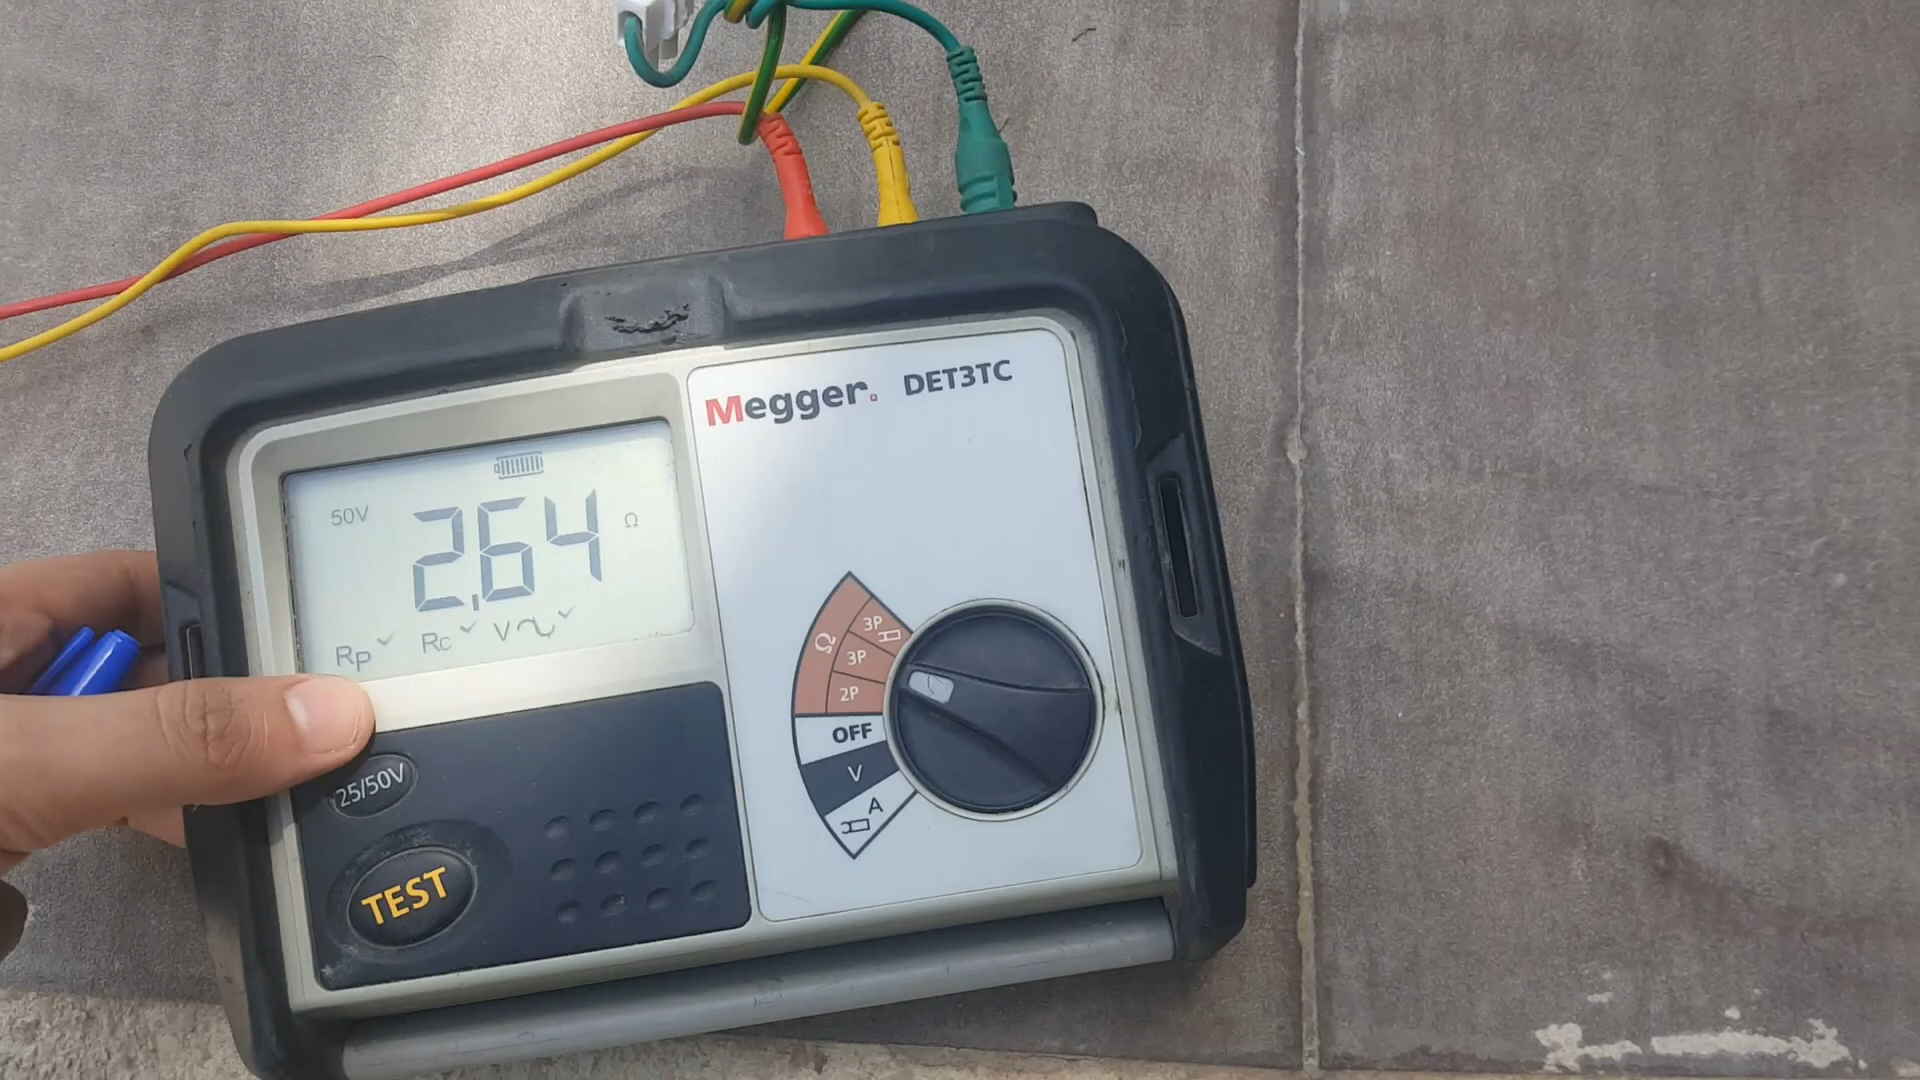 Megger. DET3TC
50V
2,64 Ω
Rp ✓ Rc ✓ V ~ ✓
Ω
3P
3P
2P
OFF
V
A
25/50V
TEST